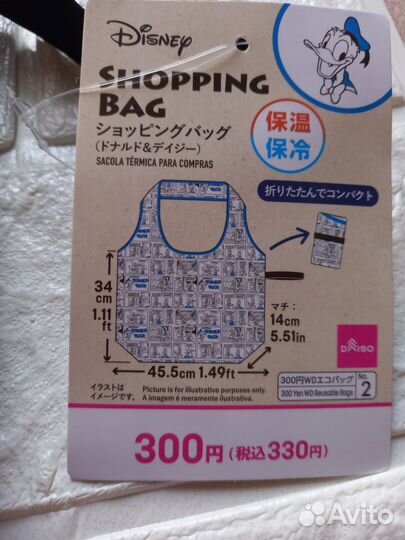 Disney
SHOPPING
BAG
ショッピングバッグ
(ドナルド&デイジー)
SACOLA TÉRMICA PARA COMPRAS
保温
保冷
折りたたんでコンパクト
34cm
1.11
ft
マチ:
14cm
5.51in
45.5cm 1.49ft
DAISO
イラストは
イメージです。
Picture is for illustrative purposes only.
A imagem é meramente ilustrativa.
300円WDエコバッグ
300 Yen WD Reusable Bags
No.
2
300円(税込330円)
Avito